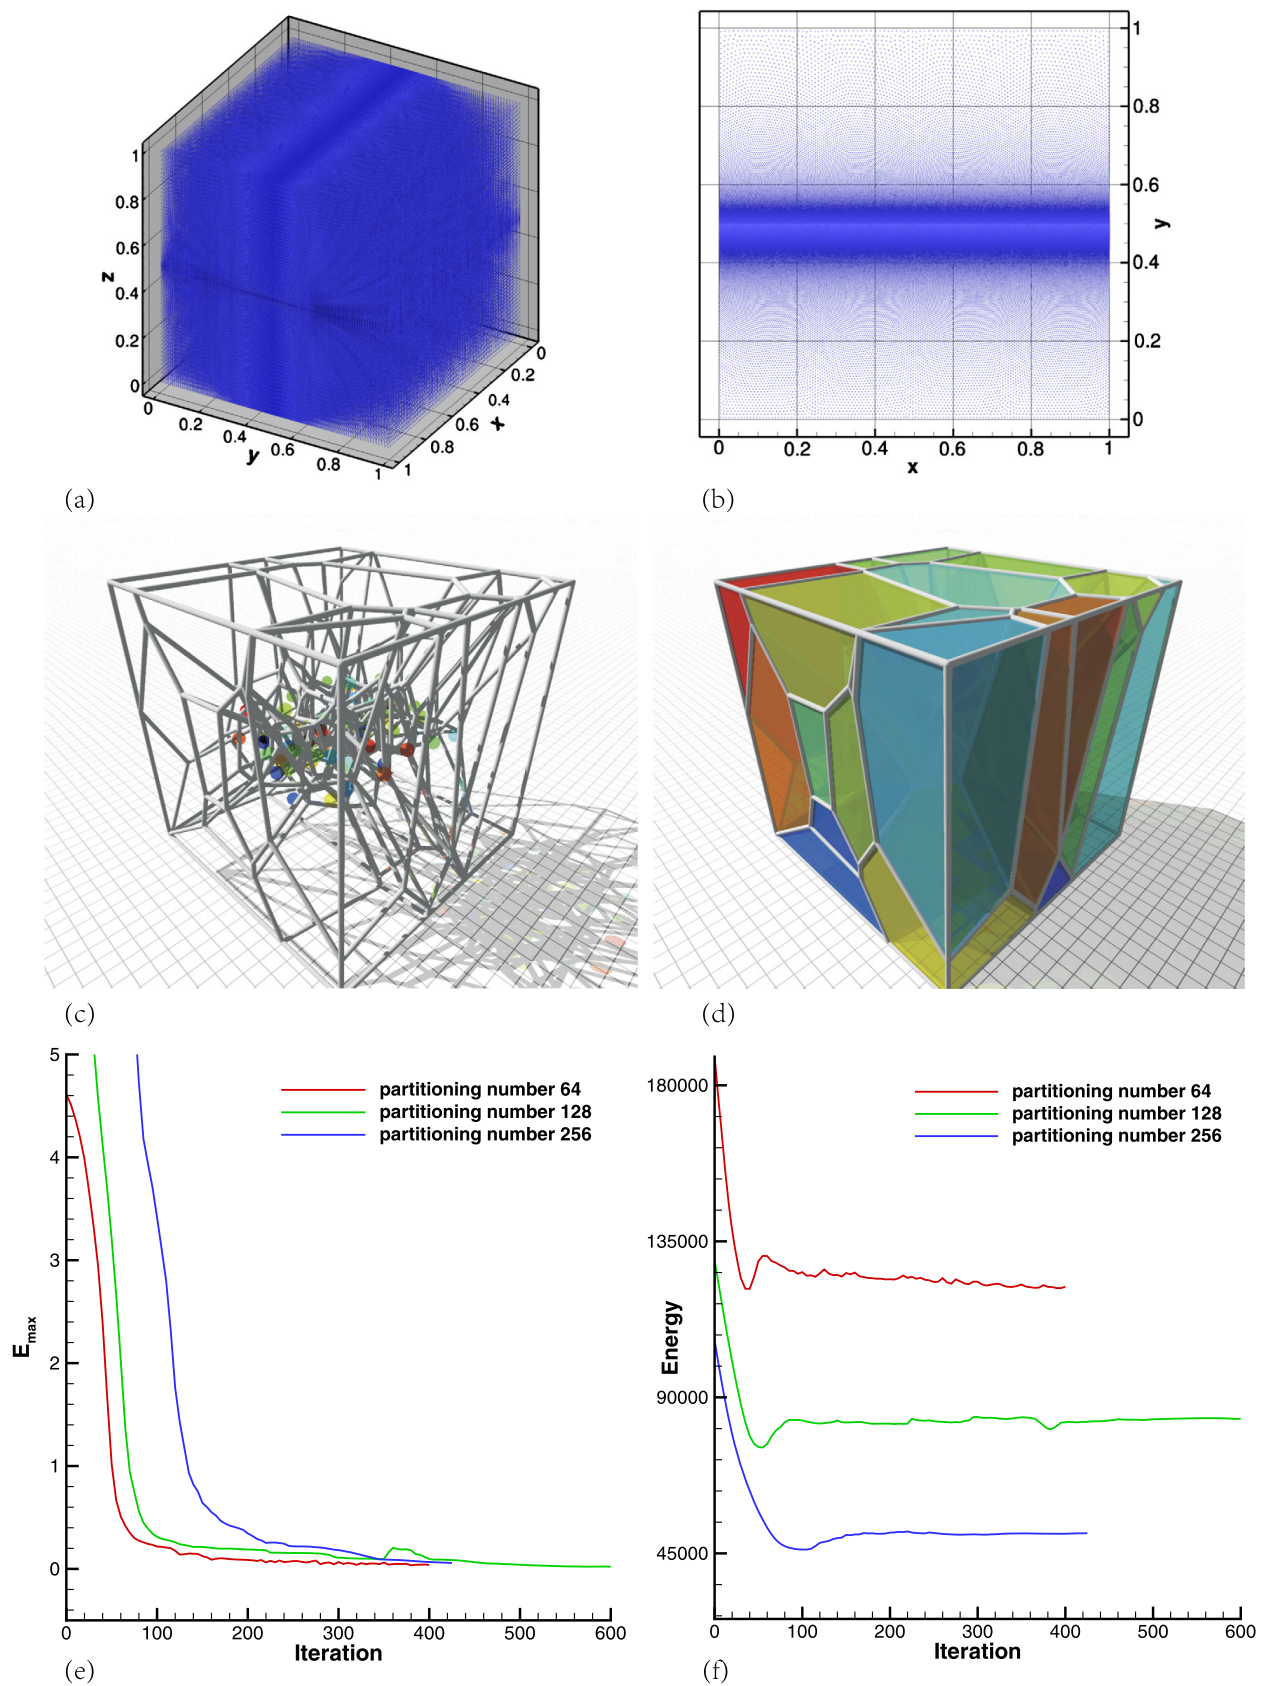 1
0.8
0.6
z
0.4
0.2
0
0
0.2
0.4
y
0.6
0.8
1
1
0.8
0.6
x
0.4
0.2
0
(a)
1
0.8
0.6
y
0.4
0.2
0
0 0.2 0.4 0.6 0.8 1
x
(b)
(c)
(d)
5
4
3
2
1
0
E max
partitioning number 64
partitioning number 128
partitioning number 256
0 100 200 300 400 500 600
Iteration
(e)
180000
135000
90000
45000
Energy
partitioning number 64
partitioning number 128
partitioning number 256
0 100 200 300 400 500 600
Iteration
(f)